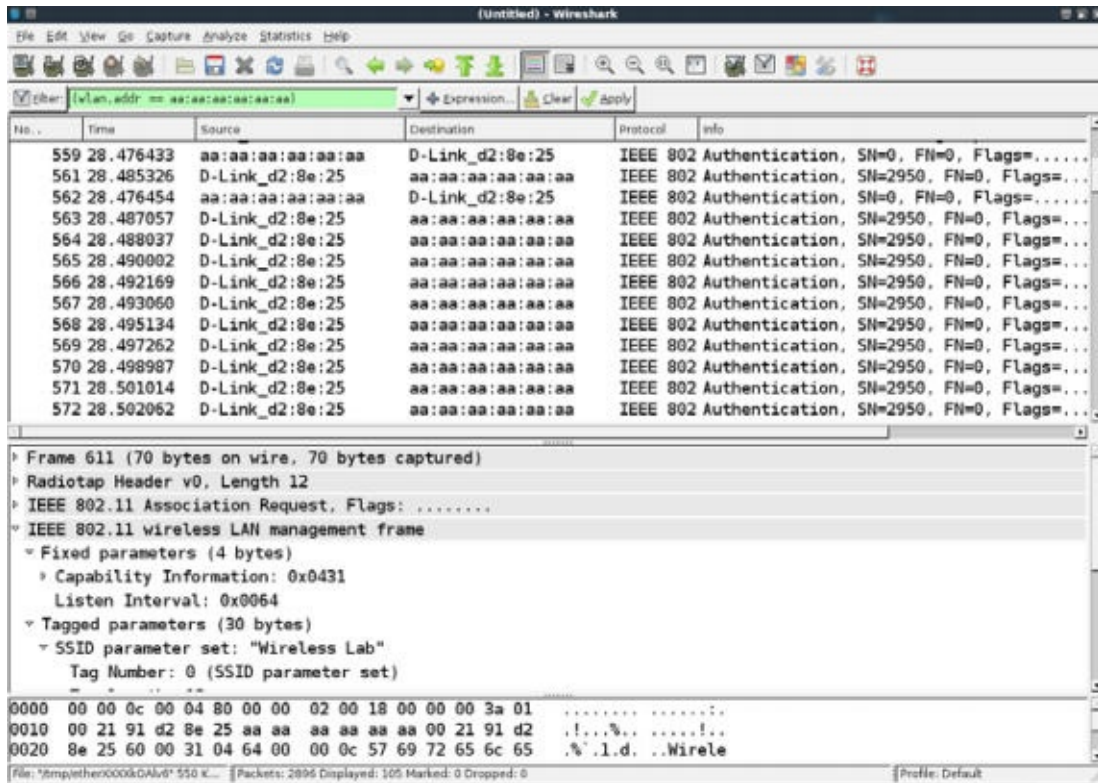 (Untitled) - Wireshark
File Edit View Go Capture Analyze Statistics Help
Filter: (wlan.addr == aa:aa:aa:aa:aa:aa) Expression... Clear Apply
No.. Time Source Destination Protocol Info
559 28.476433 aa:aa:aa:aa:aa:aa D-Link_d2:8e:25 IEEE 802 Authentication, SN=0, FN=0, Flags=......
561 28.485326 D-Link_d2:8e:25 aa:aa:aa:aa:aa:aa IEEE 802 Authentication, SN=2950, FN=0, Flags=...
562 28.476454 aa:aa:aa:aa:aa:aa D-Link_d2:8e:25 IEEE 802 Authentication, SN=0, FN=0, Flags=......
563 28.487057 D-Link_d2:8e:25 aa:aa:aa:aa:aa:aa IEEE 802 Authentication, SN=2950, FN=0, Flags=...
564 28.488037 D-Link_d2:8e:25 aa:aa:aa:aa:aa:aa IEEE 802 Authentication, SN=2950, FN=0, Flags=...
565 28.490002 D-Link_d2:8e:25 aa:aa:aa:aa:aa:aa IEEE 802 Authentication, SN=2950, FN=0, Flags=...
566 28.492169 D-Link_d2:8e:25 aa:aa:aa:aa:aa:aa IEEE 802 Authentication, SN=2950, FN=0, Flags=...
567 28.493060 D-Link_d2:8e:25 aa:aa:aa:aa:aa:aa IEEE 802 Authentication, SN=2950, FN=0, Flags=...
568 28.495134 D-Link_d2:8e:25 aa:aa:aa:aa:aa:aa IEEE 802 Authentication, SN=2950, FN=0, Flags=...
569 28.497262 D-Link_d2:8e:25 aa:aa:aa:aa:aa:aa IEEE 802 Authentication, SN=2950, FN=0, Flags=...
570 28.498987 D-Link_d2:8e:25 aa:aa:aa:aa:aa:aa IEEE 802 Authentication, SN=2950, FN=0, Flags=...
571 28.501014 D-Link_d2:8e:25 aa:aa:aa:aa:aa:aa IEEE 802 Authentication, SN=2950, FN=0, Flags=...
572 28.502062 D-Link_d2:8e:25 aa:aa:aa:aa:aa:aa IEEE 802 Authentication, SN=2950, FN=0, Flags=...
Frame 611 (70 bytes on wire, 70 bytes captured)
Radiotap Header v0, Length 12
IEEE 802.11 Association Request, Flags: ........
IEEE 802.11 wireless LAN management frame
Fixed parameters (4 bytes)
Capability Information: 0x0431
Listen Interval: 0x0064
Tagged parameters (30 bytes)
SSID parameter set: "Wireless Lab"
Tag Number: 0 (SSID parameter set)
0000 00 00 0c 00 04 80 00 00 02 00 18 00 00 00 3a 01 ........ ......:.
0010 00 21 91 d2 8e 25 aa aa aa aa aa aa 00 21 91 d2 .!...%.. .....!..
0020 8e 25 60 00 31 04 64 00 00 0c 57 69 72 65 6c 65 .%`.1.d. ..Wirele
550 K... Packets: 2896 Displayed: 105 Marked: 0 Dropped: 0 Profile: Default